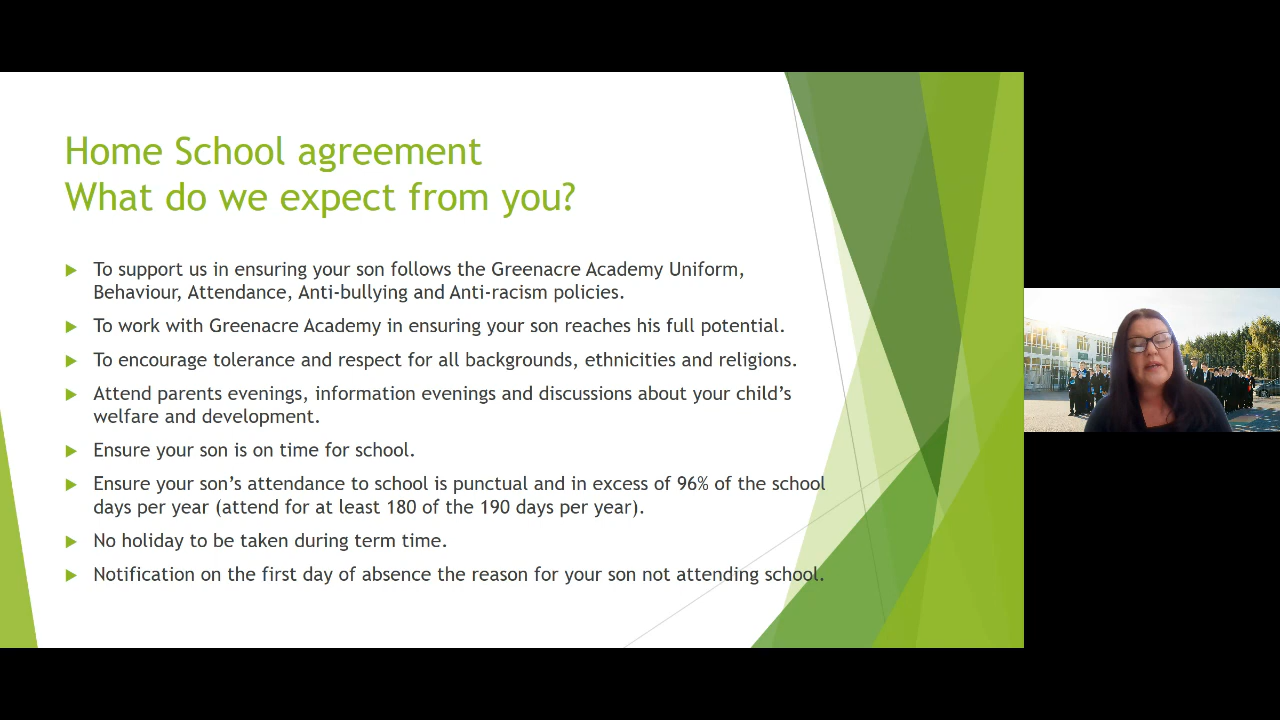 Home School agreement
What do we expect from you?
To support us in ensuring your son follows the Greenacre Academy Uniform,
Behaviour, Attendance, Anti-bullying and Anti-racism policies.
To work with Greenacre Academy in ensuring your son reaches his full potential.
To encourage tolerance and respect for all backgrounds, ethnicities and religions.
Attend parents evenings, information evenings and discussions about your child's
welfare and development.
Ensure your son is on time for school.
Ensure your son's attendance to school is punctual and in excess of 96% of the school
days per year (attend for at least 180 of the 190 days per year).
No holiday to be taken during term time.
Notification on the first day of absence the reason for your son not attending school.